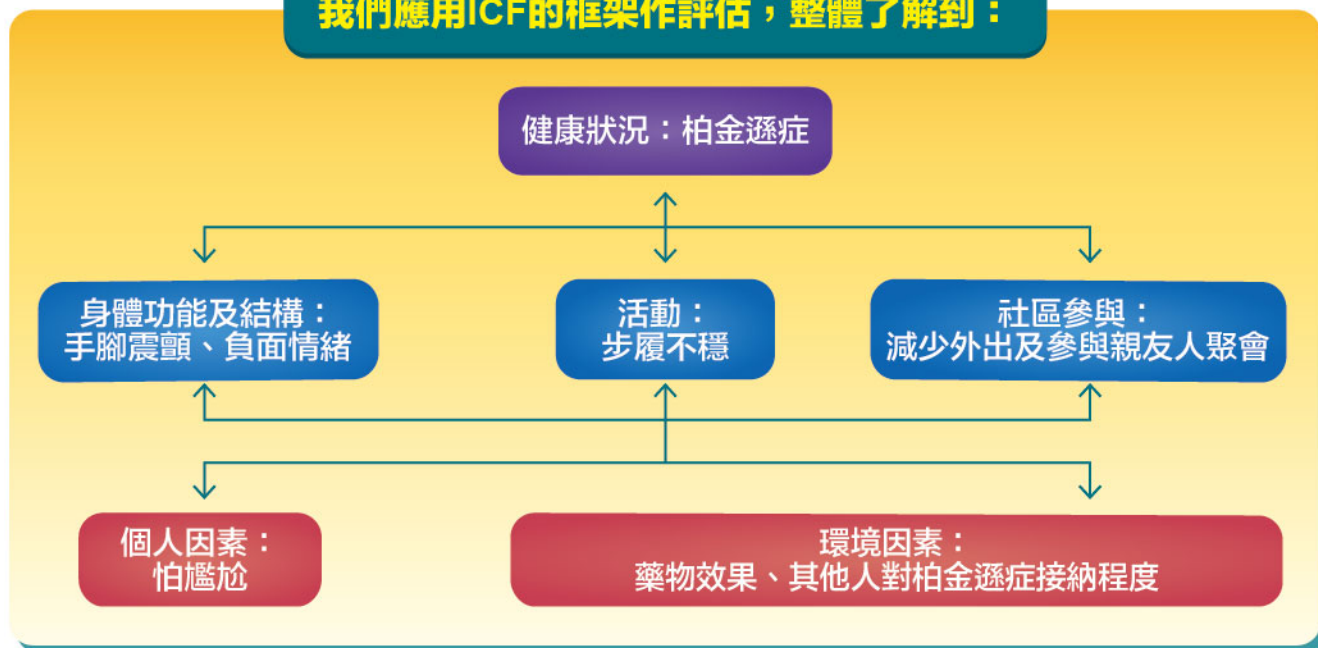 我們應用ICF的框架作評估，整體了解到：
健康狀況：柏金遜症
身體功能及結構：
手腳震顫、負面情緒
活動：
步履不穩
社區參與：
減少外出及參與親友人聚會
個人因素：
怕尷尬
環境因素：
藥物效果、其他人對柏金遜症接納程度